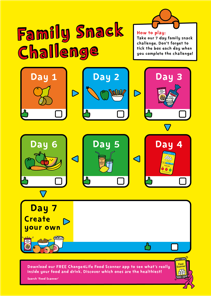 Family Snack
Challenge
How to play:
Take our 7 day family snack
challenge. Don't forget to
tick the box each day when
you complete the challenge!
Day 1
Day 2
Day 3
Day 6
Day 5
Day 4
Day 7
Create
your own
Download our FREE Change4Life Food Scanner app to see what's really
inside your food and drink. Discover which ones are the healthiest!
Search 'Food Scanner'